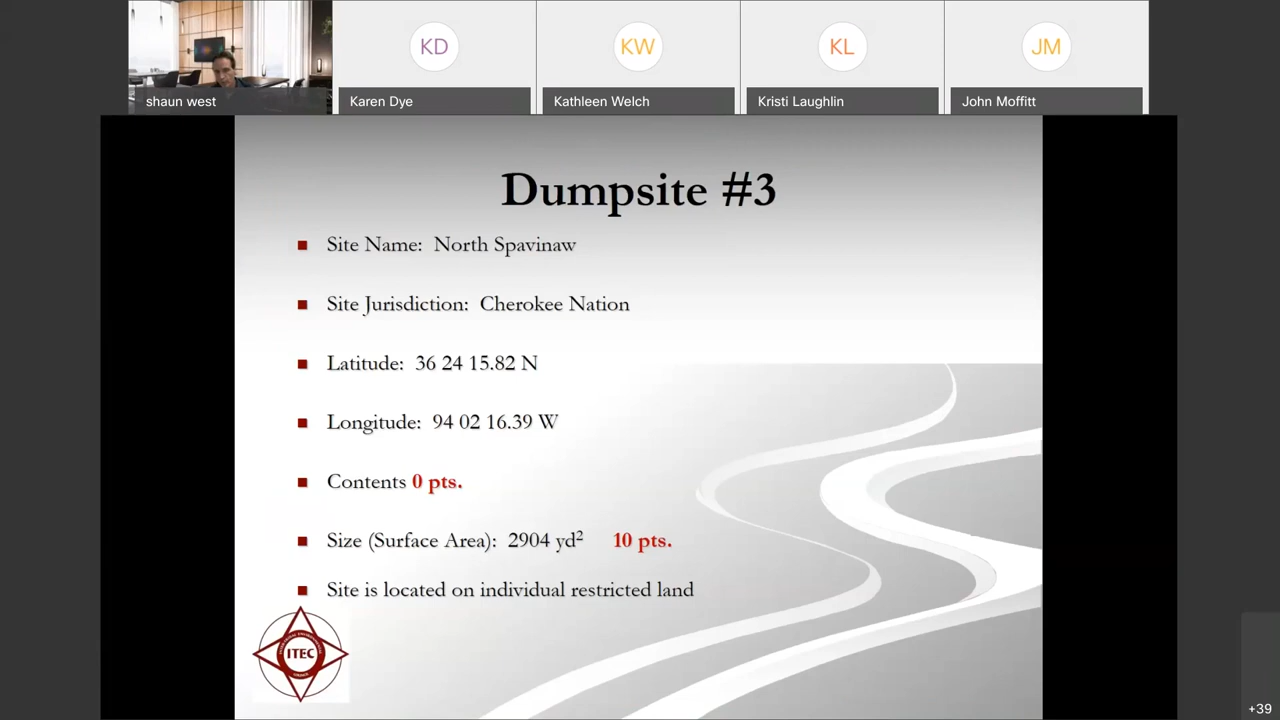 KD
KW
KL
JM
shaun west
Karen Dye
Kathleen Welch
Kristi Laughlin
John Moffitt
Dumpsite #3
Site Name: North Spavinaw
Site Jurisdiction: Cherokee Nation
Latitude: 36 24 15.82 N
Longitude: 94 02 16.39 W
Contents 0 pts.
Size (Surface Area): 2904 yd² 10 pts.
Site is located on individual restricted land
ITEC
+39